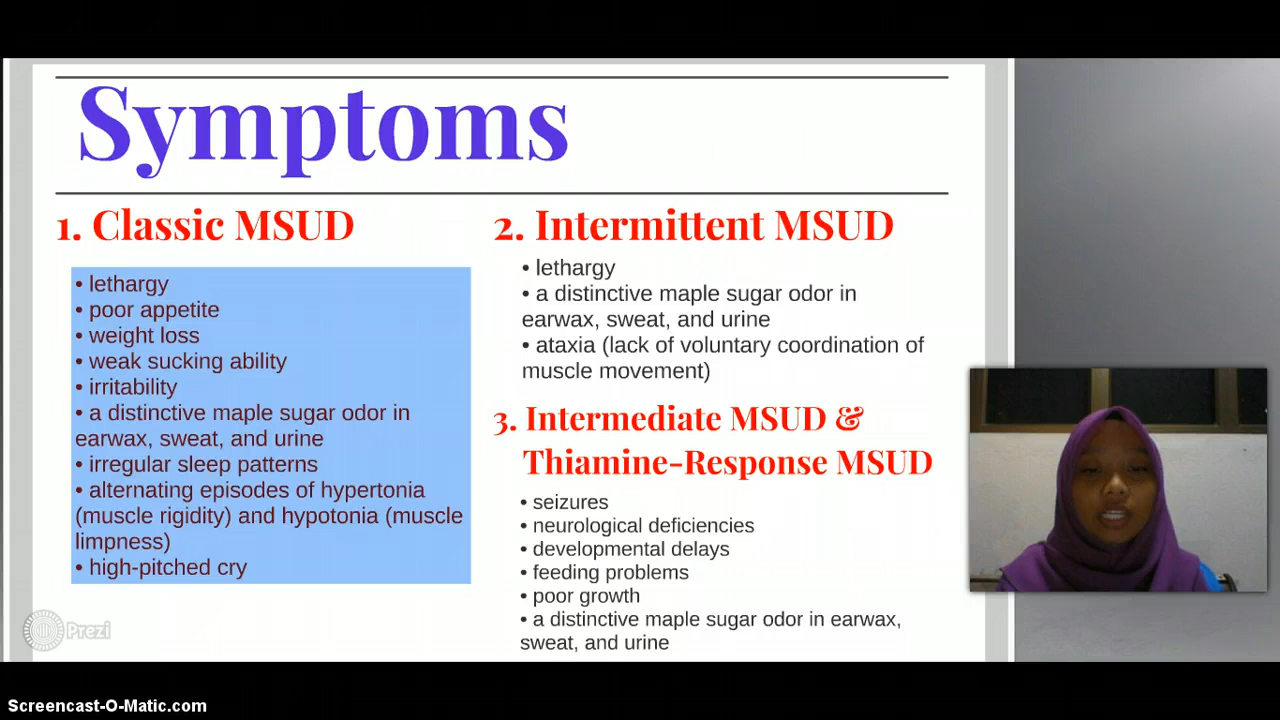 Symptoms
1. Classic MSUD
• lethargy
• poor appetite
• weight loss
• weak sucking ability
• irritability
• a distinctive maple sugar odor in
earwax, sweat, and urine
• irregular sleep patterns
• alternating episodes of hypertonia
(muscle rigidity) and hypotonia (muscle
limpness)
• high-pitched cry
2. Intermittent MSUD
• lethargy
• a distinctive maple sugar odor in
earwax, sweat, and urine
• ataxia (lack of voluntary coordination of
muscle movement)
3. Intermediate MSUD &
Thiamine-Response MSUD
• seizures
• neurological deficiencies
• developmental delays
• feeding problems
• poor growth
• a distinctive maple sugar odor in earwax,
sweat, and urine
Prezi
Screencast-O-Matic.com